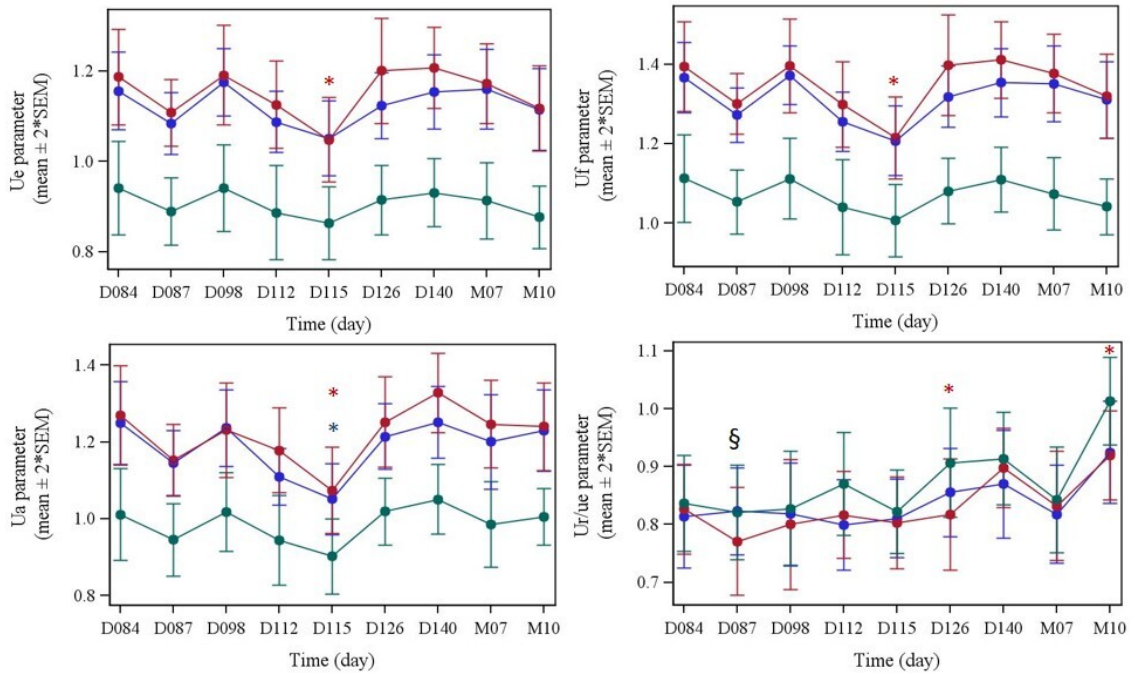 Ue parameter
(mean ± 2*SEM)
1.2
1.0
0.8
*
D084 D087 D098 D112 D115 D126 D140 M07 M10
Time (day)
Uf parameter
(mean ± 2*SEM)
1.4
1.2
1.0
*
D084 D087 D098 D112 D115 D126 D140 M07 M10
Time (day)
Ua parameter
(mean ± 2*SEM)
1.4
1.2
1.0
0.8
*
*
D084 D087 D098 D112 D115 D126 D140 M07 M10
Time (day)
Ur/ue parameter
(mean ± 2*SEM)
1.1
1.0
0.9
0.8
0.7
*
*
§
D084 D087 D098 D112 D115 D126 D140 M07 M10
Time (day)